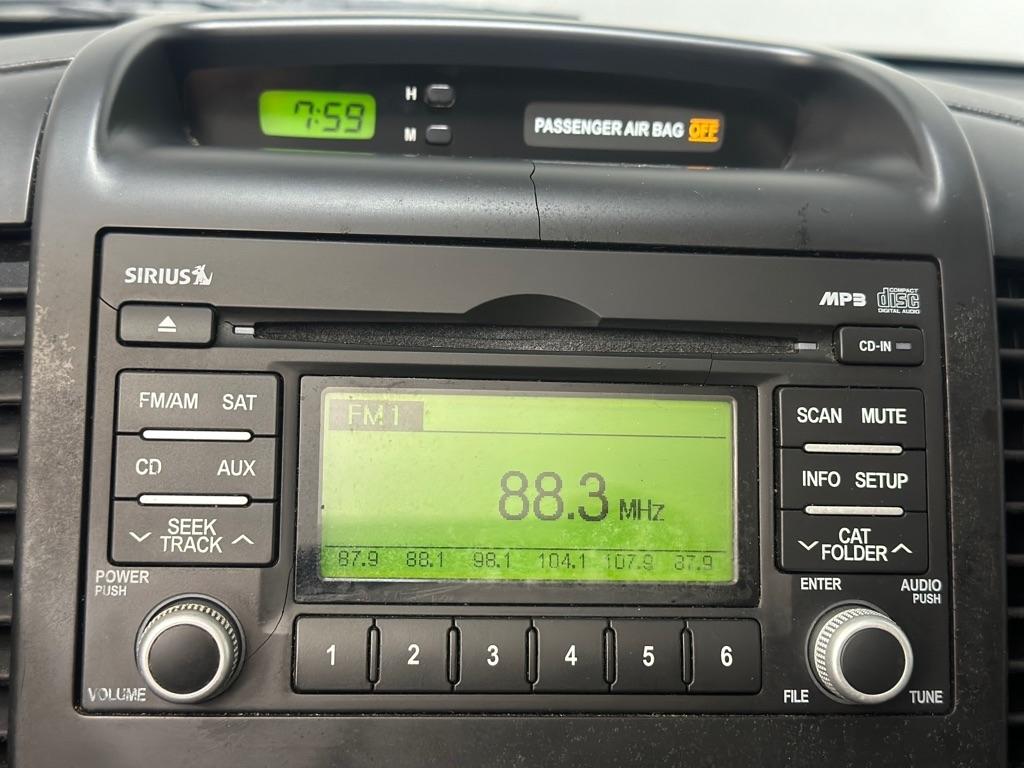 7:59
H
M
PASSENGER AIR BAG OFF
SIRIUS
MP3
COMPACT
disc
DIGITAL AUDIO
CD-IN
FM/AM SAT
CD AUX
SEEK
TRACK
FM 1
88.3 MHz
87.9 88.1 98.1 104.1 107.9 87.9
SCAN MUTE
INFO SETUP
CAT
FOLDER
POWER
PUSH
VOLUME
1 2 3 4 5 6
ENTER
AUDIO
PUSH
FILE
TUNE